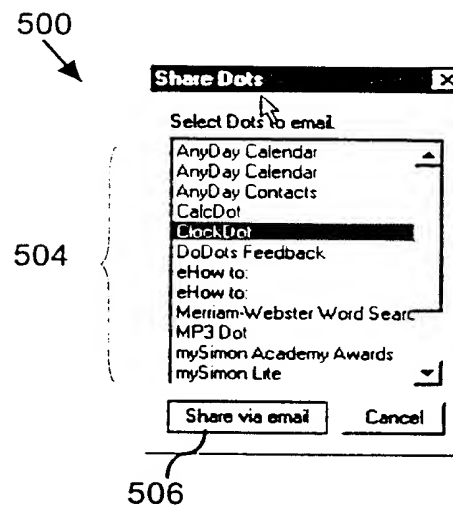 500
Share Dots
Select Dots to email.
AnyDay Calendar
AnyDay Calendar
AnyDay Contacts
CalcDot
ClockDot
504
DoDots Feedback
eHow to:
eHow to:
Merriam-Webster Word Searc
MP3 Dot
mySimon Academy Awards
mySimon Lite
Share via email
Cancel
506